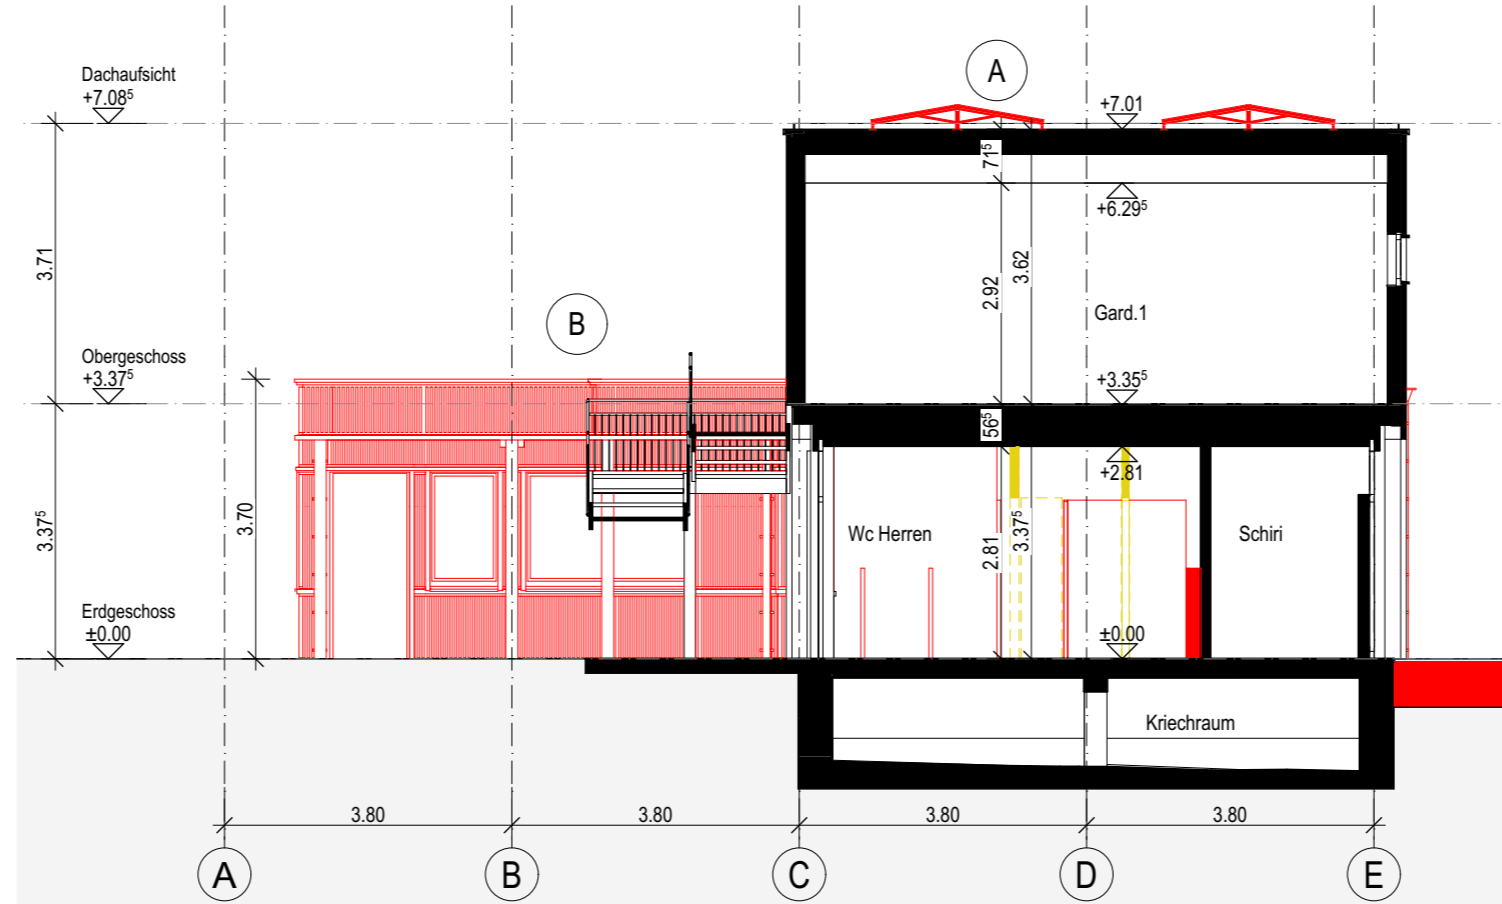 A
Dachaufsicht
+7.08⁵
+7.01
71⁵
+6.29⁵
3.71
2.92
3.62
Gard.1
B
Obergeschoss
+3.37⁵
+3.35⁵
56⁵
+2.81
3.37⁵
3.70
Wc Herren
2.81
3.37⁵
Schiri
Erdgeschoss
±0.00
±0.00
Kriechraum
3.80
3.80
3.80
3.80
A
B
C
D
E